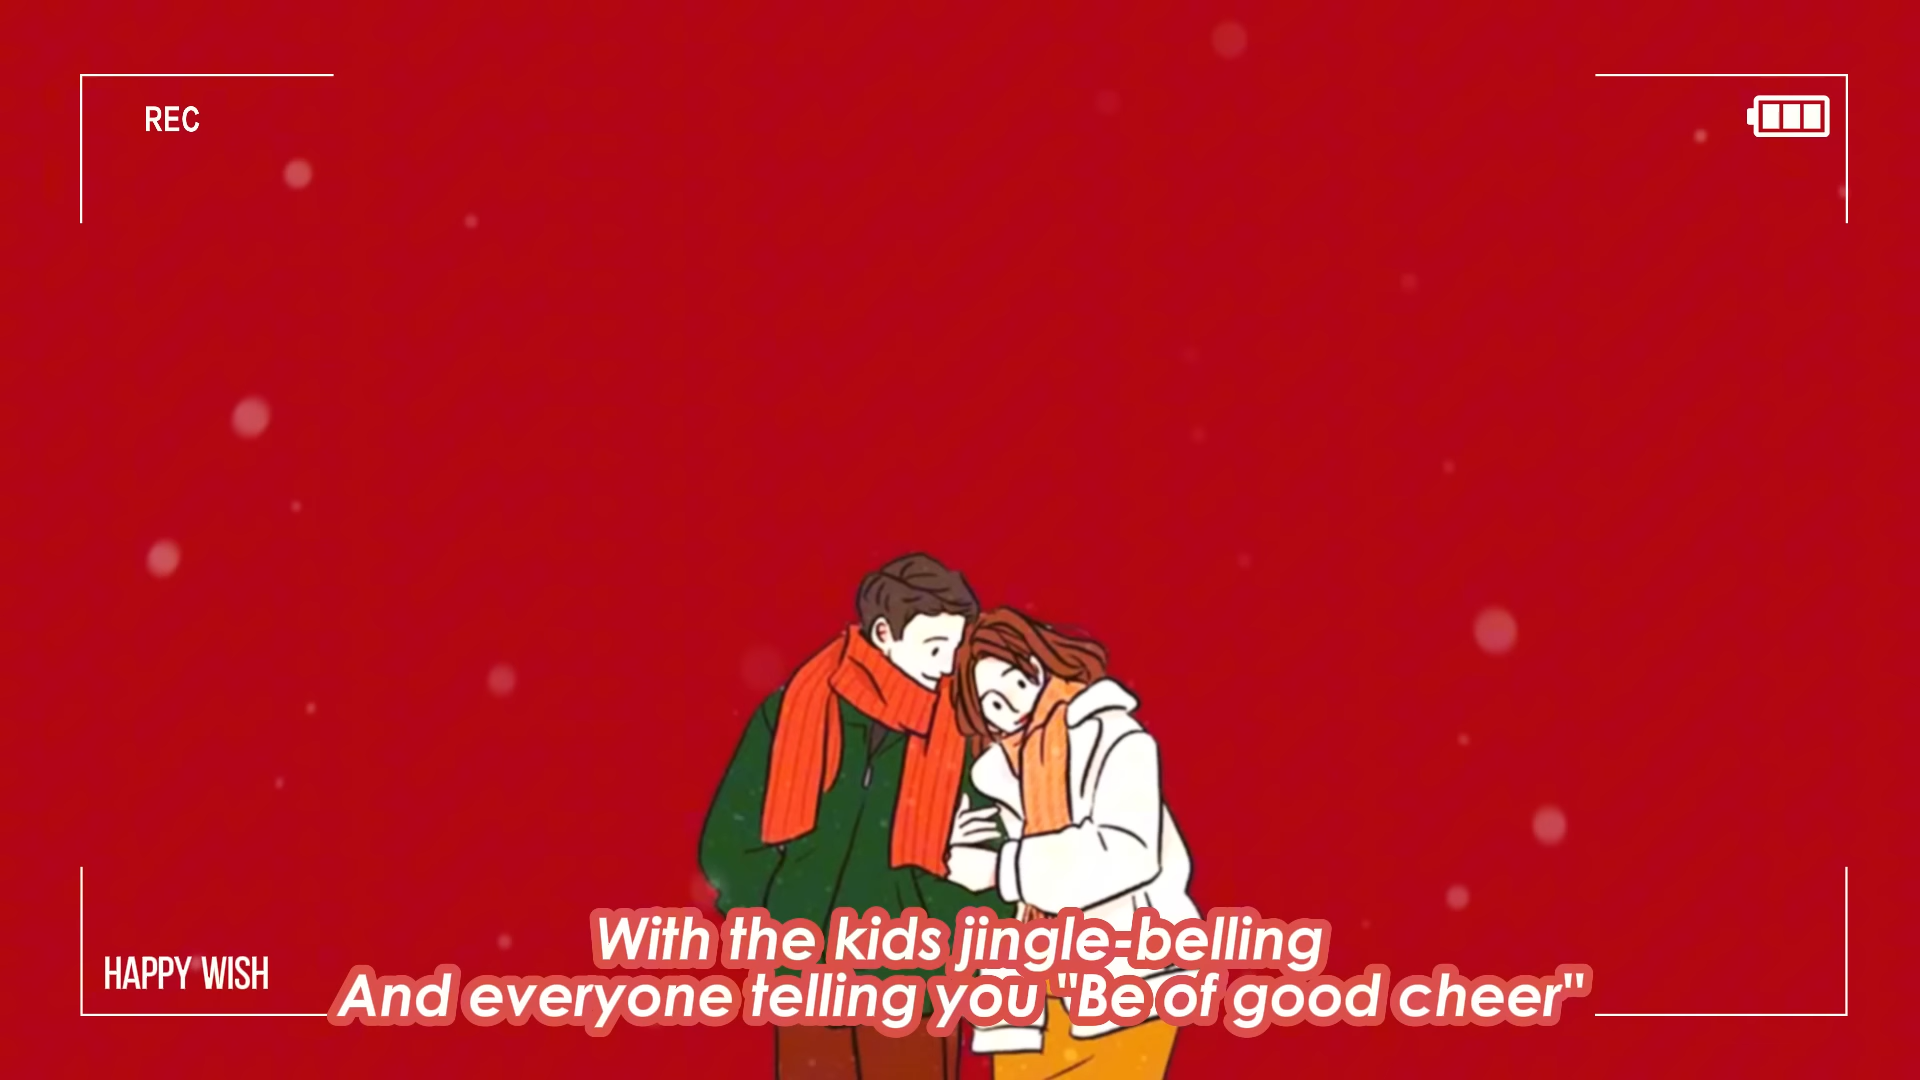 REC
With the kids jingle-belling
And everyone telling you "Be of good cheer"
HAPPY WISH